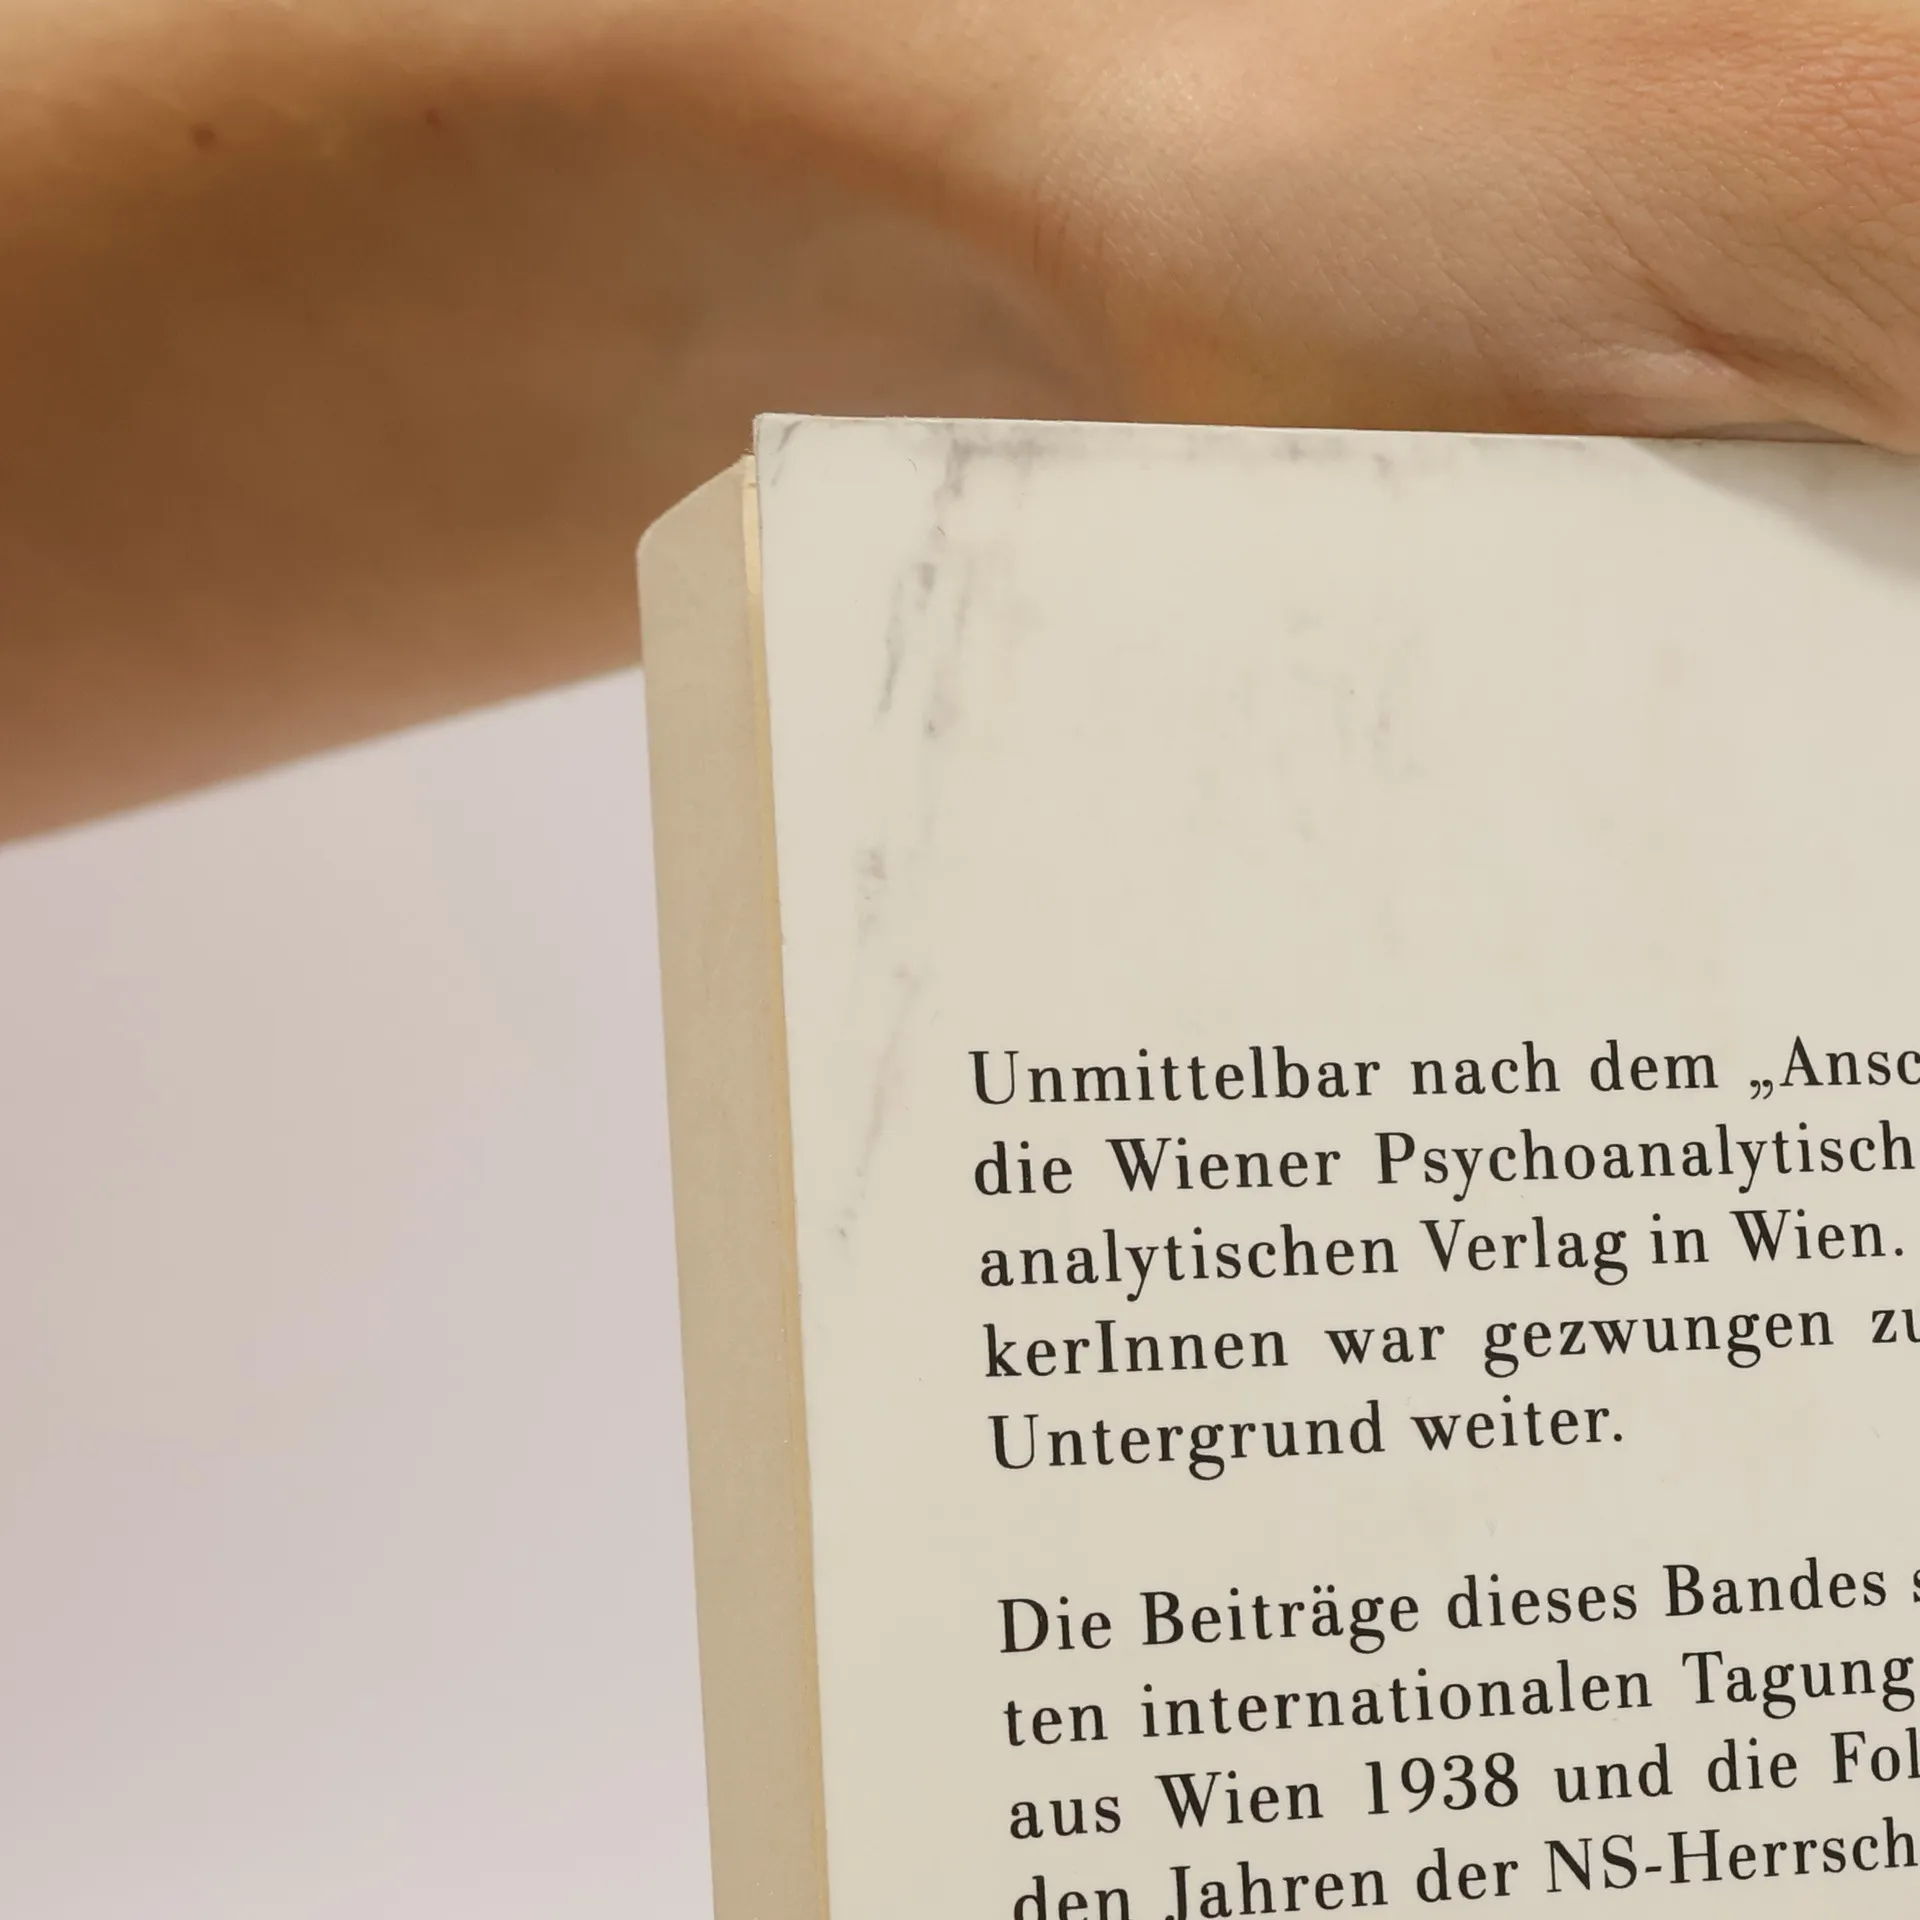 Unmittelbar nach dem „Ansc
die Wiener Psychoanalytisch
analytischen Verlag in Wien.
kerInnen war gezwungen zu
Untergrund weiter.
Die Beiträge dieses Bandes s
ten internationalen Tagung
aus Wien 1938 und die Fol
den Jahren der NS-Herrsch